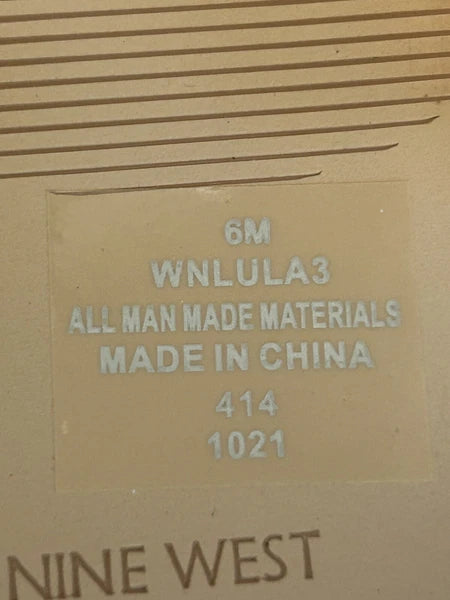 6M
WNLULA3
ALL MAN MADE MATERIALS
MADE IN CHINA
414
1021
NINE WEST